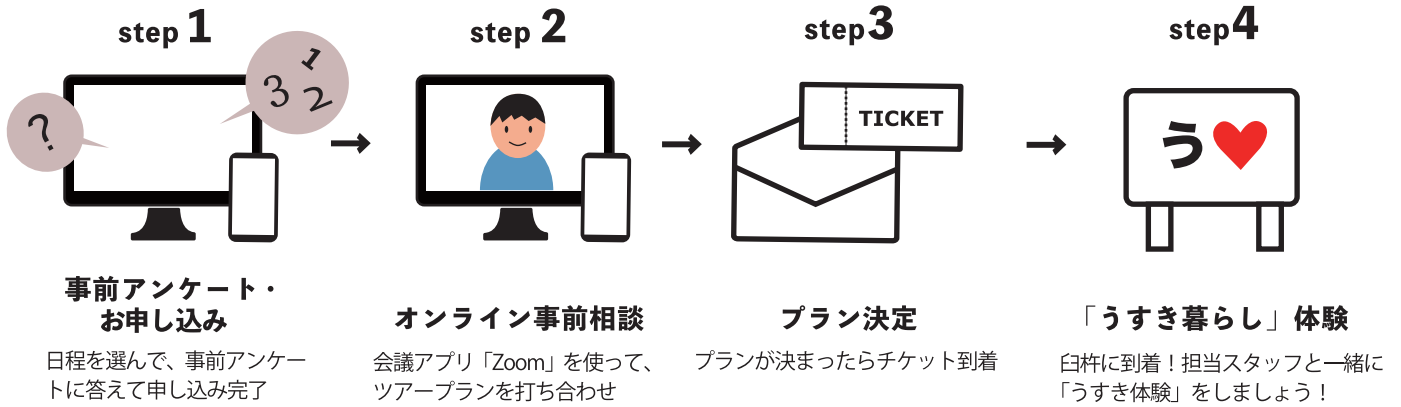 step 1
?
1
3
2
事前アンケート・
お申し込み
日程を選んで、事前アンケー
トに答えて申し込み完了
step 2
オンライン事前相談
会議アプリ「Zoom」を使って、
ツアープランを打ち合わせ
step3
TICKET
プラン決定
プランが決まったらチケット到着
step4
う♥
「うすき暮らし」体験
臼杵に到着！担当スタッフと一緒に
「うすき体験」をしましょう！